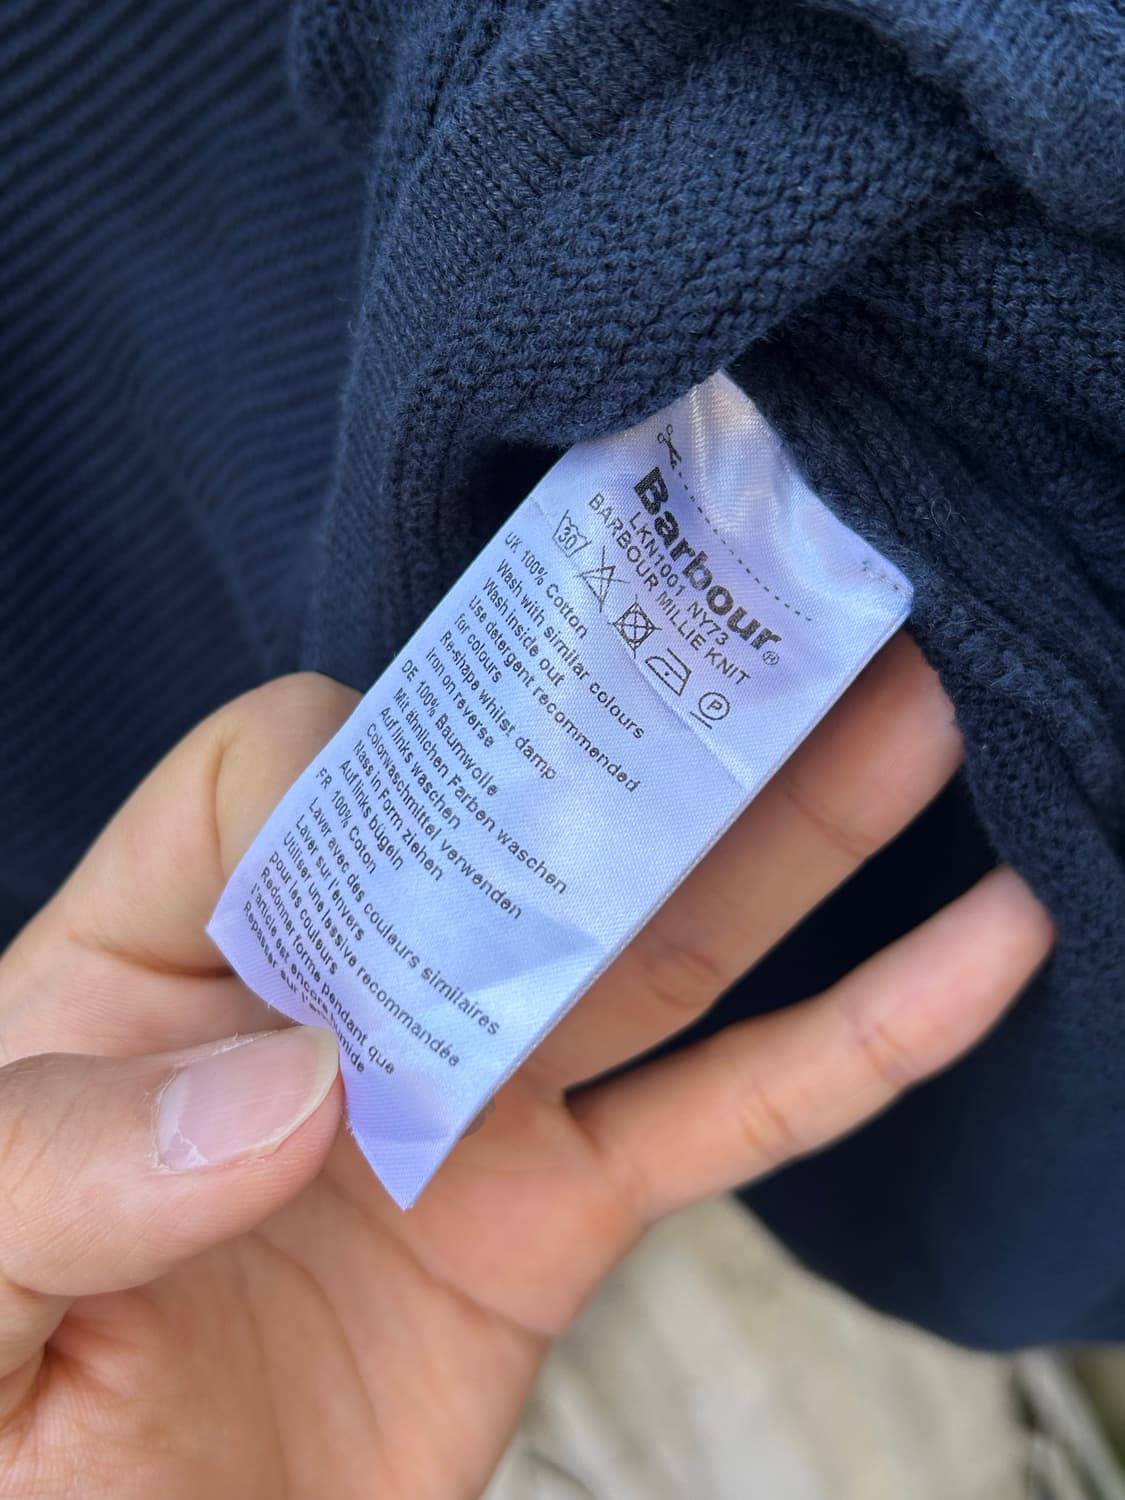 Barbour®
LKN1001 NY73
BARBOUR MILLIE KNIT
30
P
UK 100% Cotton
Wash with similar colours
Wash inside out
Use detergent recommended
for colours
Re-shape whilst damp
Iron on reverse
DE 100% Baumwolle
Mit ähnlichen Farben waschen
Auf links waschen
Colorwaschmittel verwenden
Nass in Form ziehen
Auf links bügeln
FR 100% Coton
Laver avec des couleurs similaires
Laver sur l'envers
Utiliser une lessive recommandée
pour les couleurs
Redonner forme pendant que
l'article est encore humide
Repasser sur l'en